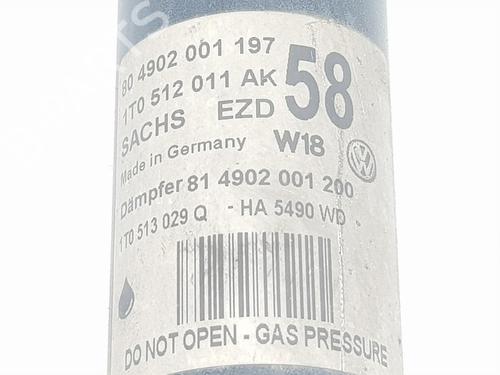 80 4902 001 197
1T0 512 011 AK 58
SACHS EZD
Made in Germany W18
Dämpfer 81 4902 001 200
1T0 513 029 Q - HA 5490 WD
DO NOT OPEN - GAS PRESSURE